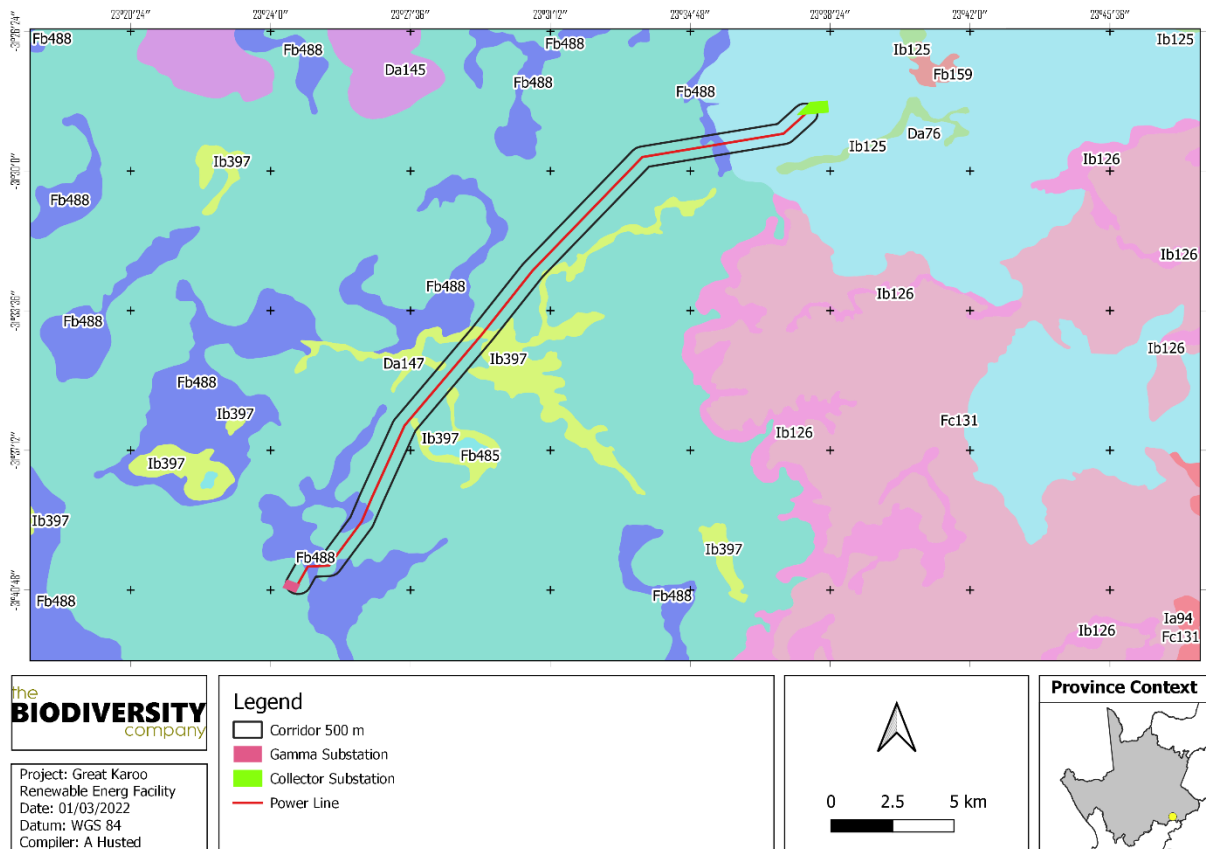 23°20'24" 23°24'0" 23°27'36" 23°31'12" 23°34'48" 23°38'24" 23°42'0" 23°45'36"
Fb488 Fb488 Fb488 Ib125 Ib125
Da145 Fb159
Fb488 Fb488
Da76
Ib125
Ib397 Ib126
Fb488
Ib126
Fb488 Ib126
Fb488
Da147 Ib397 Ib126
Fb488
Ib397 Fc131
Ib397 Ib126
Ib397 Fb485
Ib397
Fb488 Ib397
Fb488 Fb488 Ia94
Ib126 Fc131
the
BIODIVERSITY
company
Project: Great Karoo
Renewable Energ Facility
Date: 01/03/2022
Datum: WGS 84
Compiler: A Husted
Legend
Corridor 500 m
Gamma Substation
Collector Substation
Power Line
0 2.5 5 km
Province Context